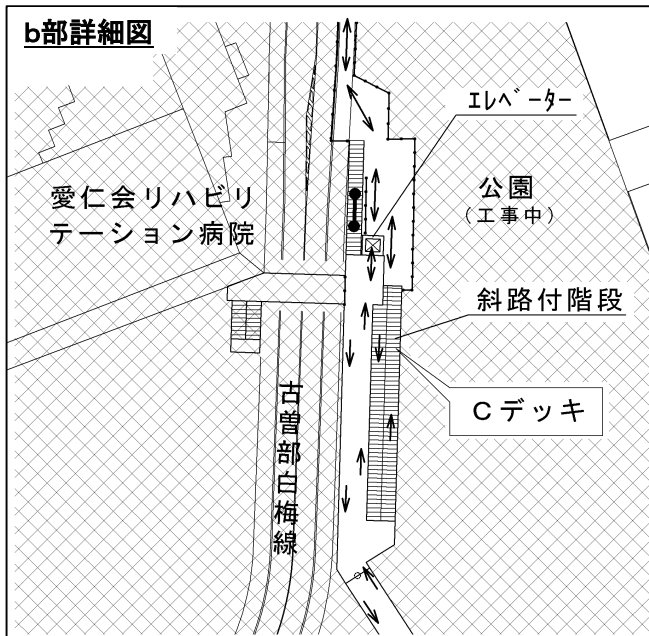 b部詳細図
ｴﾚﾍﾞｰﾀｰ
愛仁会リハビリ
テーション病院
公園
（工事中）
斜路付階段
Cデッキ
古曽部白梅線